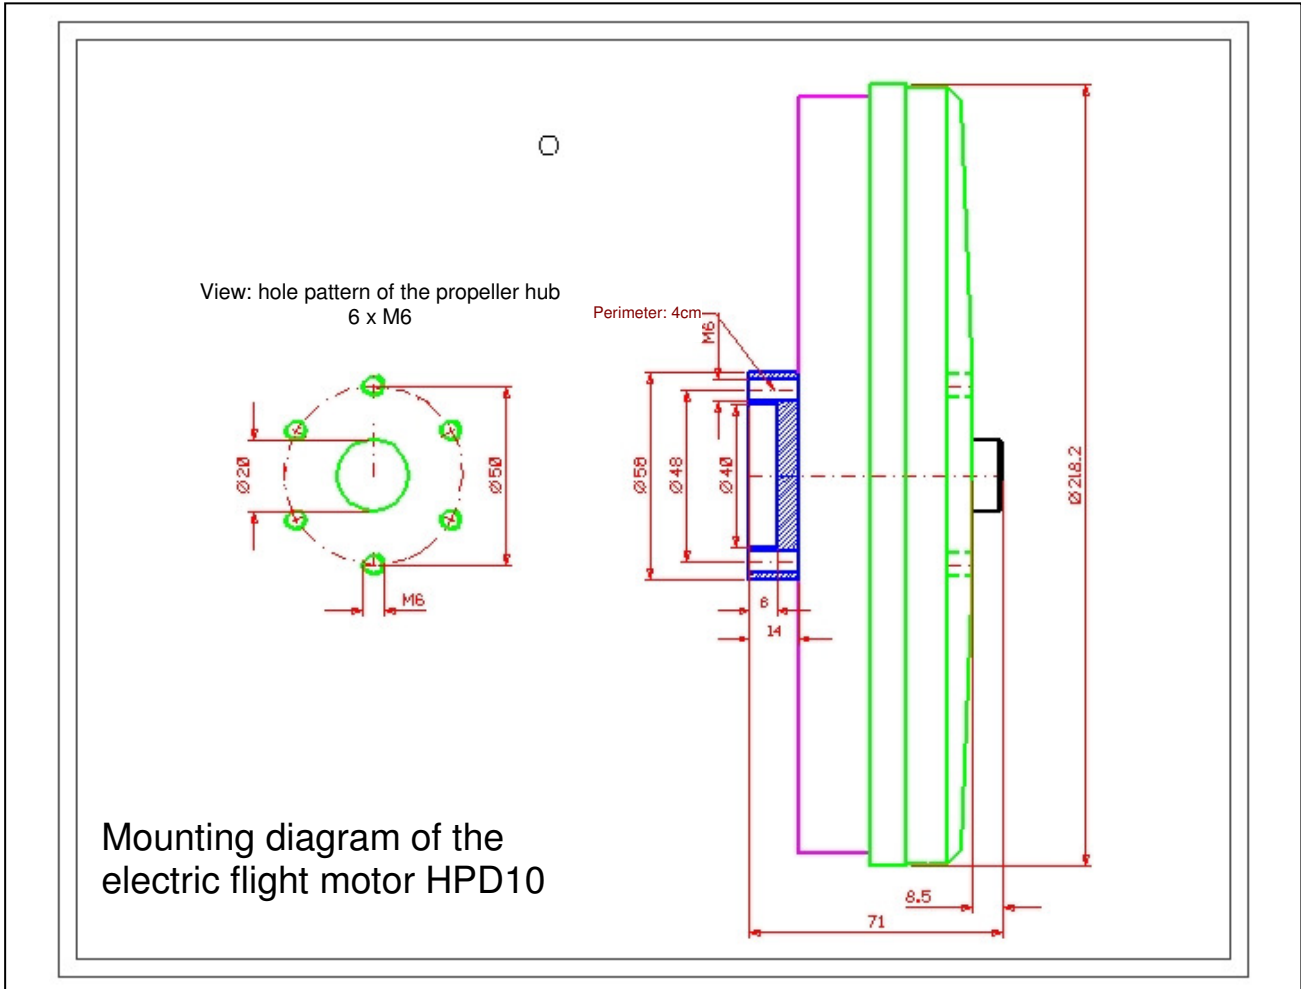 View: hole pattern of the propeller hub
6 x M6
Perimeter: 4cm
M6
Ø20
Ø50
M6
Ø58
Ø48
Ø40
Ø218.2
8
14
8.5
71
Mounting diagram of the
electric flight motor HPD10